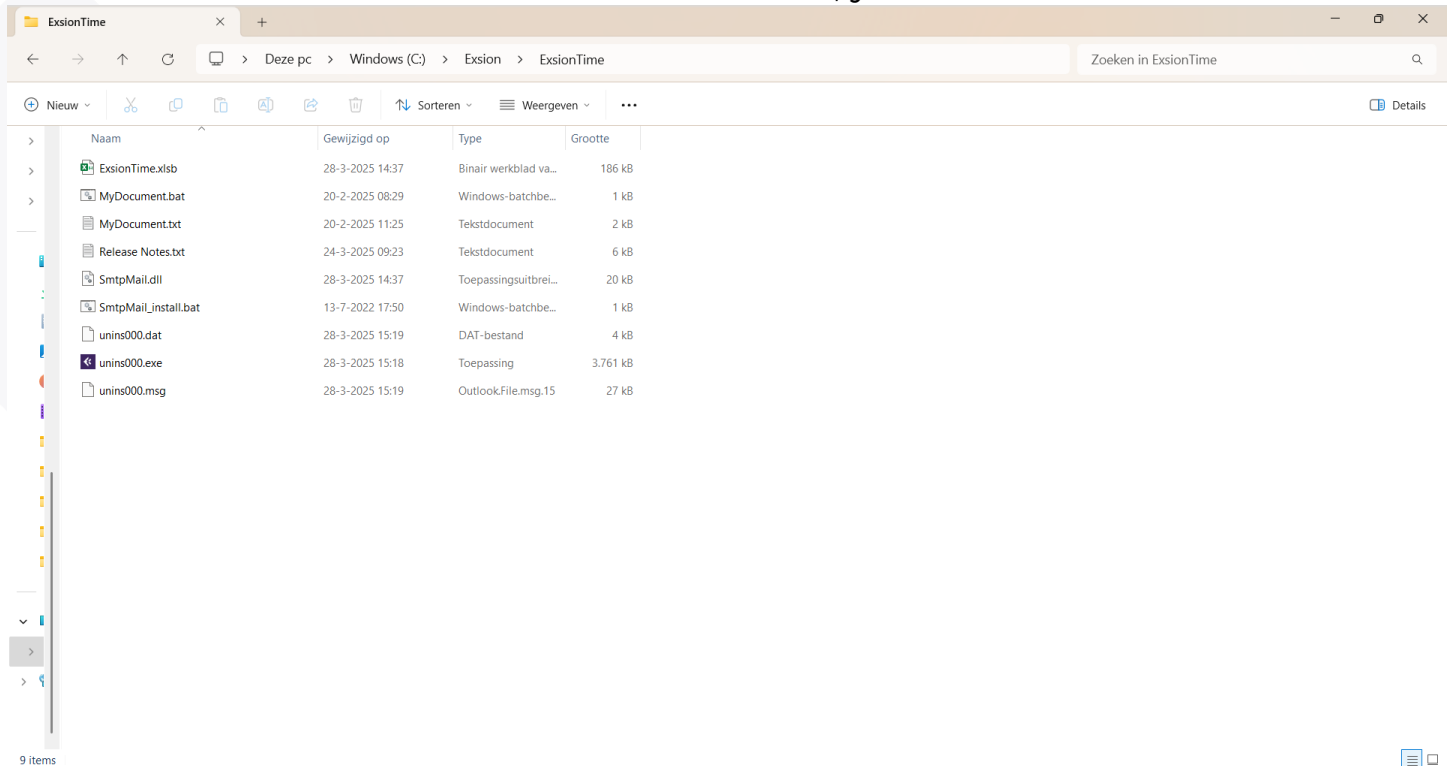 ExsionTime
Deze pc > Windows (C:) > Exsion > ExsionTime
Zoeken in ExsionTime
Nieuw
Sorteren
Weergeven
Details
Naam Gewijzigd op Type Grootte
ExsionTime.xlsb 28-3-2025 14:37 Binair werkblad va... 186 kB
MyDocument.bat 20-2-2025 08:29 Windows-batchbe... 1 kB
MyDocument.txt 20-2-2025 11:25 Tekstdocument 2 kB
Release Notes.txt 24-3-2025 09:23 Tekstdocument 6 kB
SmtpMail.dll 28-3-2025 14:37 Toepassingsuitbrei... 20 kB
SmtpMail_install.bat 13-7-2022 17:50 Windows-batchbe... 1 kB
unins000.dat 28-3-2025 15:19 DAT-bestand 4 kB
unins000.exe 28-3-2025 15:18 Toepassing 3.761 kB
unins000.msg 28-3-2025 15:19 Outlook.File.msg.15 27 kB
9 items